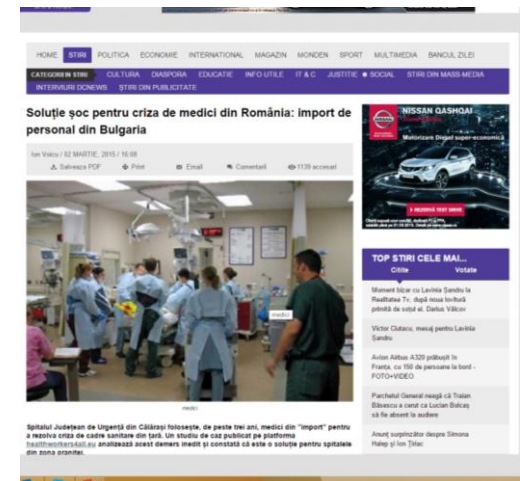 HOME STIRI POLITICA ECONOMIE INTERNATIONAL MAGAZIN MONDEN SPORT MULTIMEDIA BANCUL ZILEI
CATEGORII IN STIRI CULTURA DIASPORA EDUCATIE INFO UTILE IT & C JUSTITIE SOCIAL STIRI DIN MASS-MEDIA
INTERVIURI DCNEWS ȘTIRI DIN PUBLICITATE
Soluție șoc pentru criza de medici din România: import de
personal din Bulgaria
Ion Voicu / 02 MARTIE, 2015 / 16:08
Salveaza PDF Print Email Comentarii 1139 accesari
medici
medici
Spitalul Județean de Urgență din Călărași folosește, de peste trei ani, medici din "import" pentru
a rezolva criza de cadre sanitare din țară. Un studiu de caz publicat pe platforma
healthworkers4all.eu analizează acest demers inedit și constată că este o soluție pentru spitalele
din zona graniței.
NISSAN QASHQAI
Motorizare Diesel super-economică
REZERVĂ TEST DRIVE
TOP STIRI CELE MAI...
Citite Votate
Moment bizar cu Lavinia Șandru la
Realitatea Tv, după noua lovitură
primită de soțul ei, Darius Vâlcov
Victor Ciutacu, mesaj pentru Lavinia
Șandru
Avion Airbus A320 prăbușit în
Franța, cu 150 de persoane la bord -
FOTO+VIDEO
Parchetul General neagă că Traian
Băsescu a cerut ca Lucian Bolcaș
să fie absent la audiere
Anunț surprinzător despre Simona
Halep și Ion Țiriac